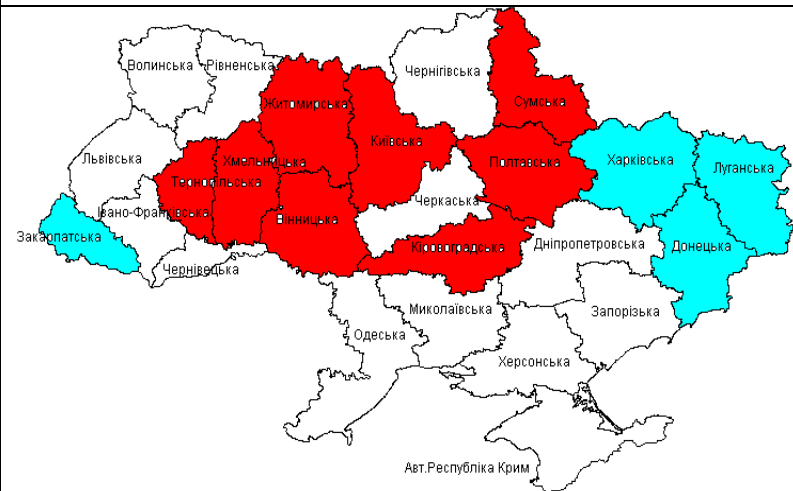 Волинська
Рівненська
Чернігівська
Житомирська
Сумська
Київська
Львівська
Хмельницька
Полтавська
Харківська
Луганська
Тернопільська
Івано-Франківська
Вінницька
Черкаська
Закарпатська
Чернівецька
Кіровоградська
Дніпропетровська
Донецька
Миколаївська
Запорізька
Одеська
Херсонська
Авт.Республіка Крим